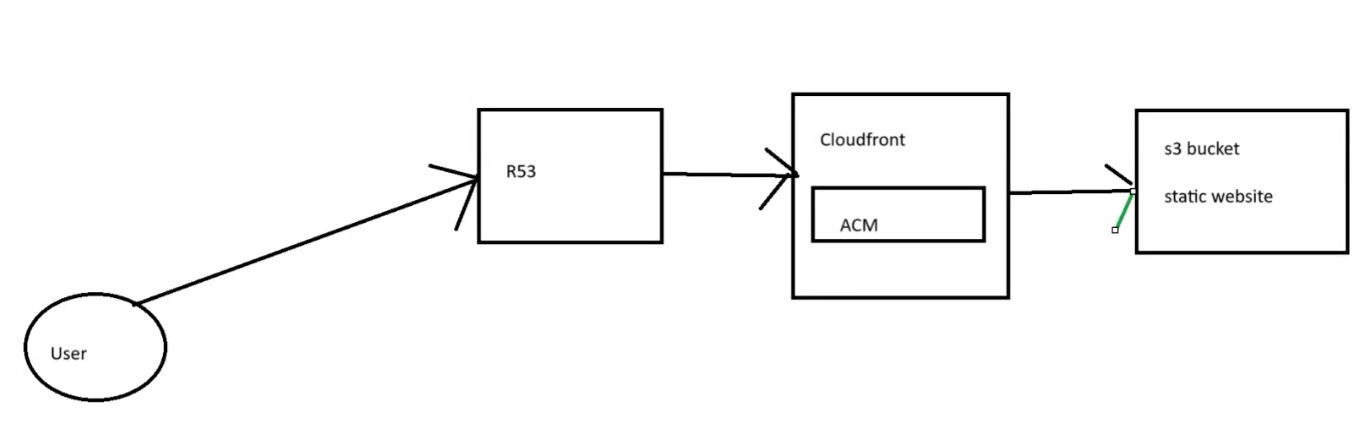 User
R53
Cloudfront
ACM
s3 bucket
static website